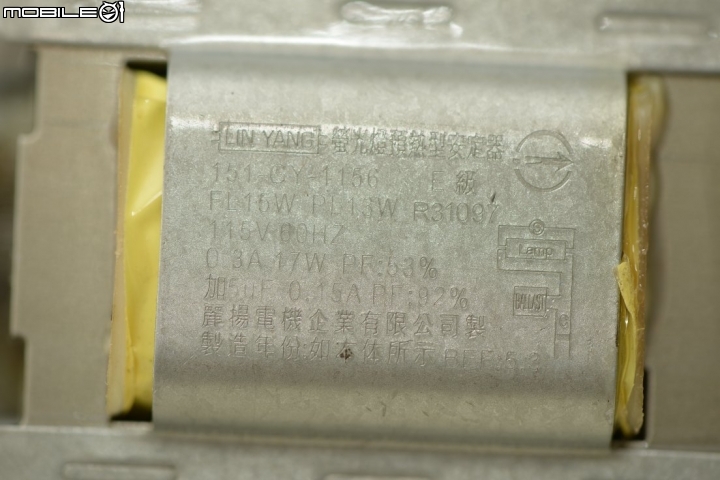 MOBILE01
LIN YANG 螢光燈預熱型安定器
151-CY-1156 E 級
FL15W PL13W R31097
115V 60HZ
0.3A 17W PF:53%
加5uF 0.15A PF:92%
麗揚電機企業有限公司製
製造年份如本体所示
Lamp
BALLAST